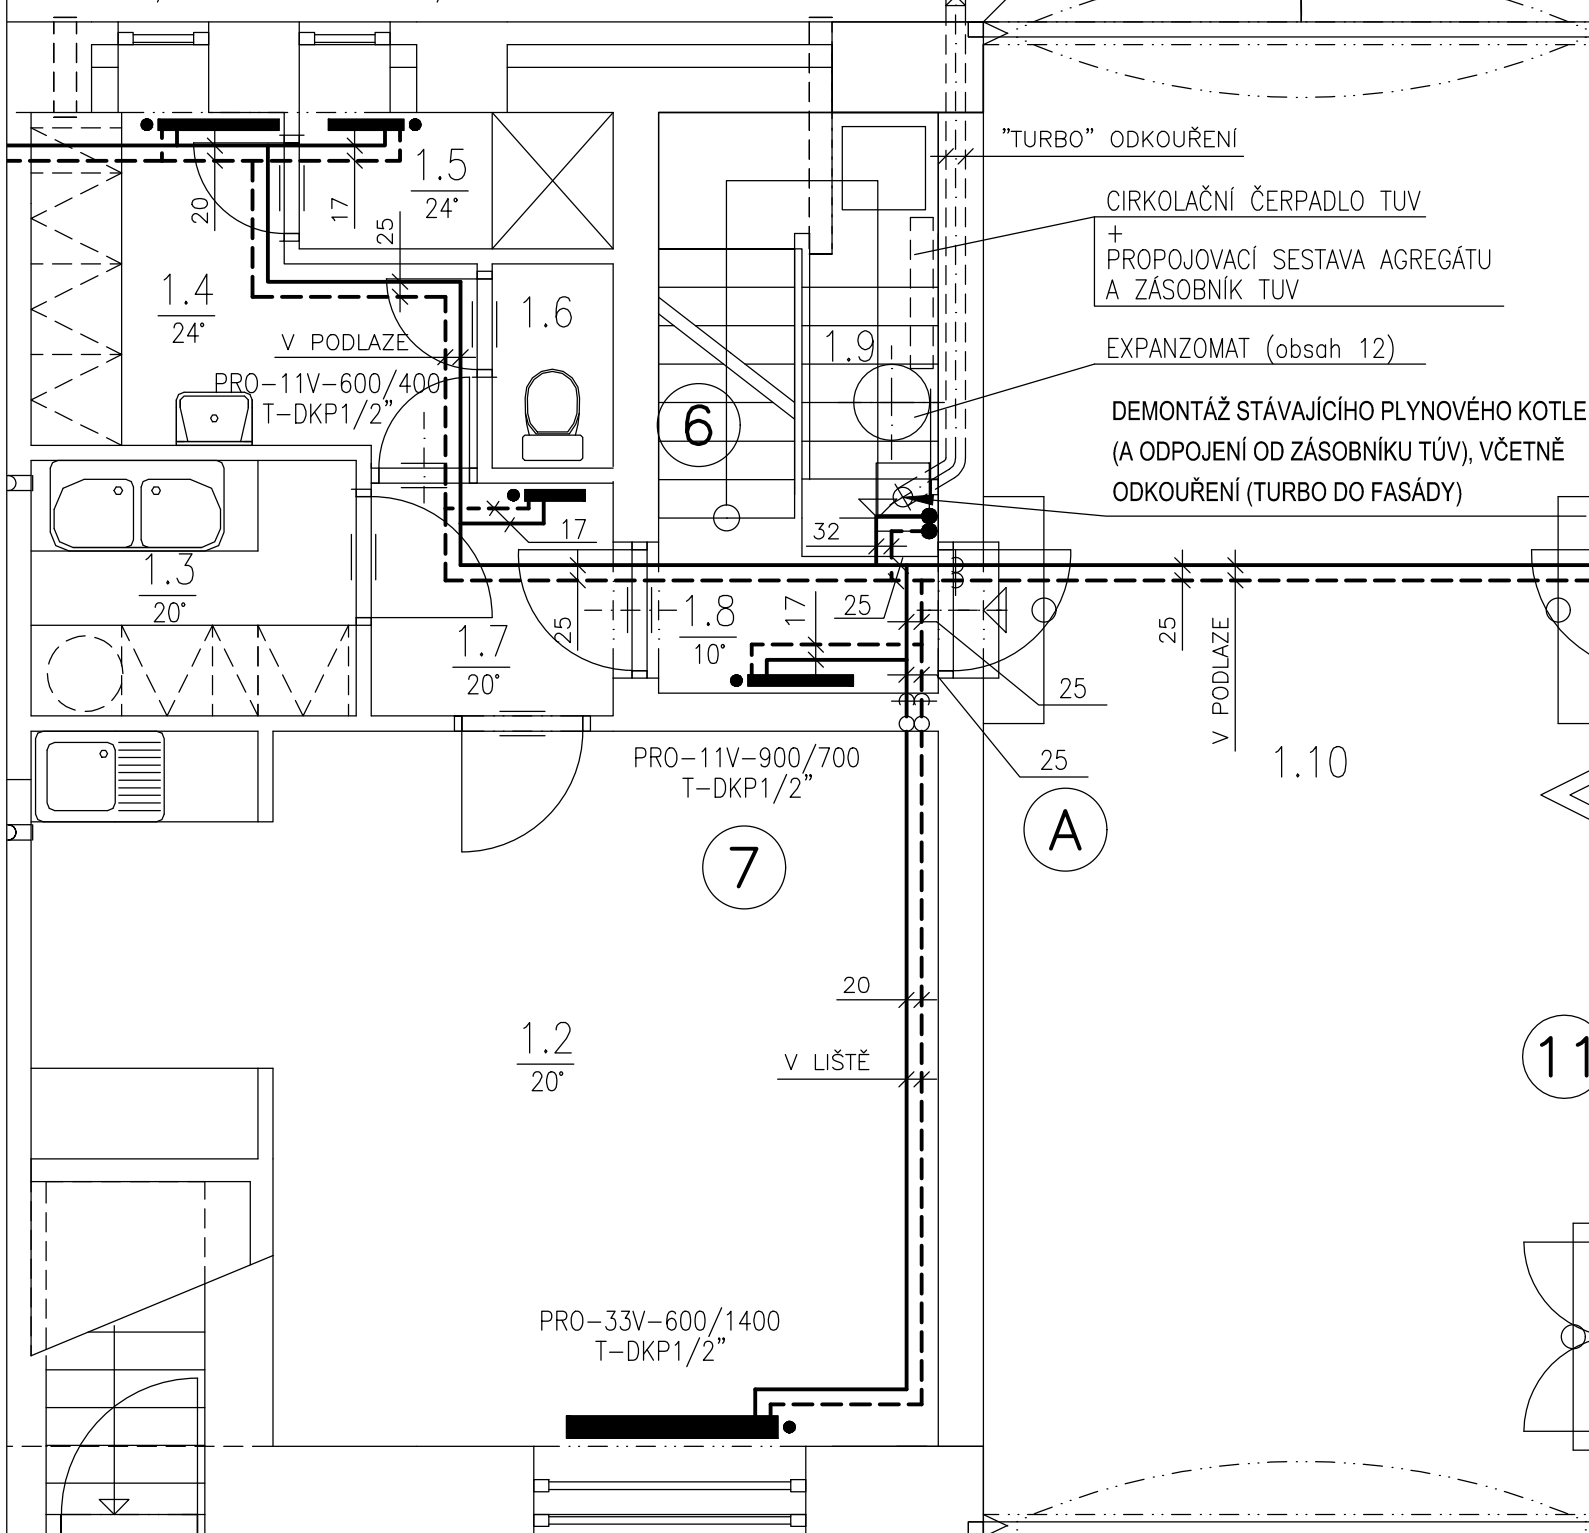 "TURBO" ODKOUŘENÍ
CIRKOLAČNÍ ČERPADLO TUV
+
PROPOJOVACÍ SESTAVA AGREGÁTU
A ZÁSOBNÍK TUV
EXPANZOMAT (obsah 12)
DEMONTÁŽ STÁVAJÍCÍHO PLYNOVÉHO KOTLE
(A ODPOJENÍ OD ZÁSOBNÍKU TÚV), VČETNĚ
ODKOUŘENÍ (TURBO DO FASÁDY)
1.5
24°
20
17
25
1.4
24°
1.6
1.9
V PODLAZE
PRO-11V-600/400
T-DKP1/2"
6
17
32
1.3
20°
25
1.7
20°
1.8
10°
17
25
25
25
25
V PODLAZE
1.10
PRO-11V-900/700
T-DKP1/2"
7
A
20
V LIŠTĚ
1.2
20°
11
PRO-33V-600/1400
T-DKP1/2"